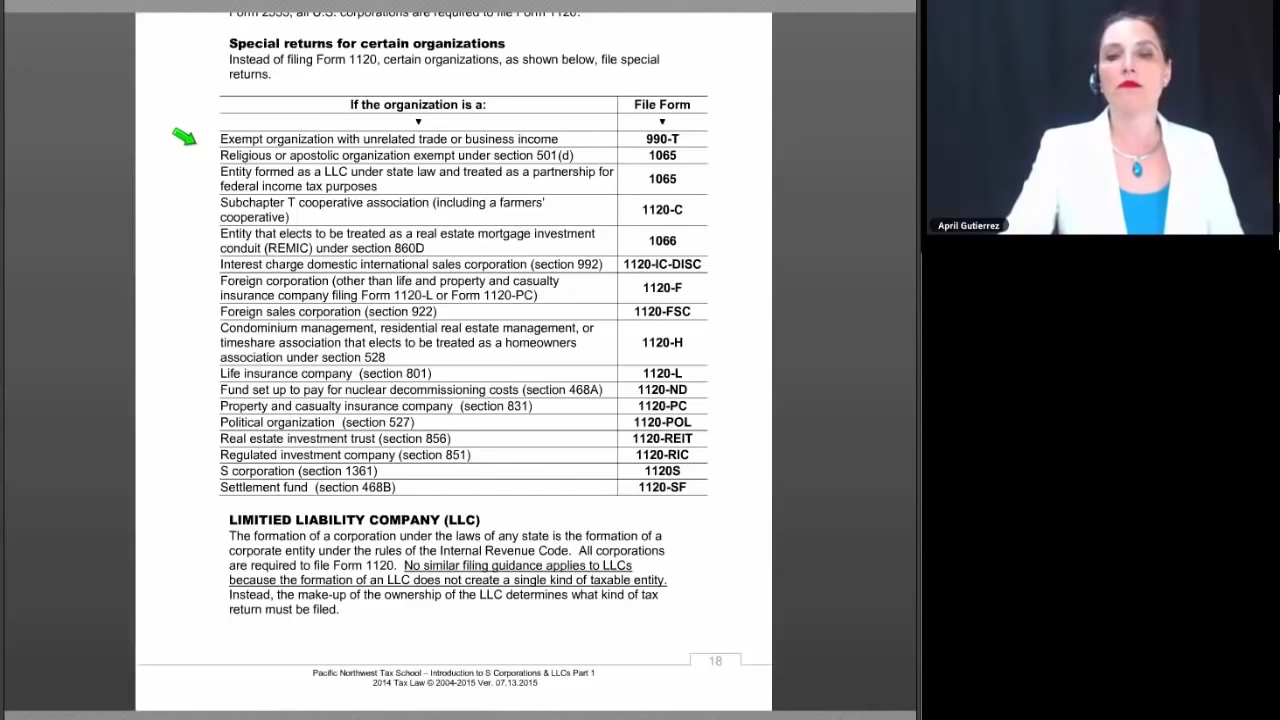 Form 2555, all U.S. corporations are required to file Form 1120.
Special returns for certain organizations
Instead of filing Form 1120, certain organizations, as shown below, file special
returns.
If the organization is a: File Form
▼ ▼
Exempt organization with unrelated trade or business income 990-T
Religious or apostolic organization exempt under section 501(d) 1065
Entity formed as a LLC under state law and treated as a partnership for
federal income tax purposes 1065
Subchapter T cooperative association (including a farmers'
cooperative) 1120-C
Entity that elects to be treated as a real estate mortgage investment
conduit (REMIC) under section 860D 1066
Interest charge domestic international sales corporation (section 992) 1120-IC-DISC
Foreign corporation (other than life and property and casualty
insurance company filing Form 1120-L or Form 1120-PC) 1120-F
Foreign sales corporation (section 922) 1120-FSC
Condominium management, residential real estate management, or
timeshare association that elects to be treated as a homeowners
association under section 528 1120-H
Life insurance company (section 801) 1120-L
Fund set up to pay for nuclear decommissioning costs (section 468A) 1120-ND
Property and casualty insurance company (section 831) 1120-PC
Political organization (section 527) 1120-POL
Real estate investment trust (section 856) 1120-REIT
Regulated investment company (section 851) 1120-RIC
S corporation (section 1361) 1120S
Settlement fund (section 468B) 1120-SF
LIMITIED LIABILITY COMPANY (LLC)
The formation of a corporation under the laws of any state is the formation of a
corporate entity under the rules of the Internal Revenue Code. All corporations
are required to file Form 1120. No similar filing guidance applies to LLCs
because the formation of an LLC does not create a single kind of taxable entity.
Instead, the make-up of the ownership of the LLC determines what kind of tax
return must be filed.
18
Pacific Northwest Tax School – Introduction to S Corporations & LLCs Part 1
2014 Tax Law © 2004-2015 Ver. 07.13.2015
April Gutierrez